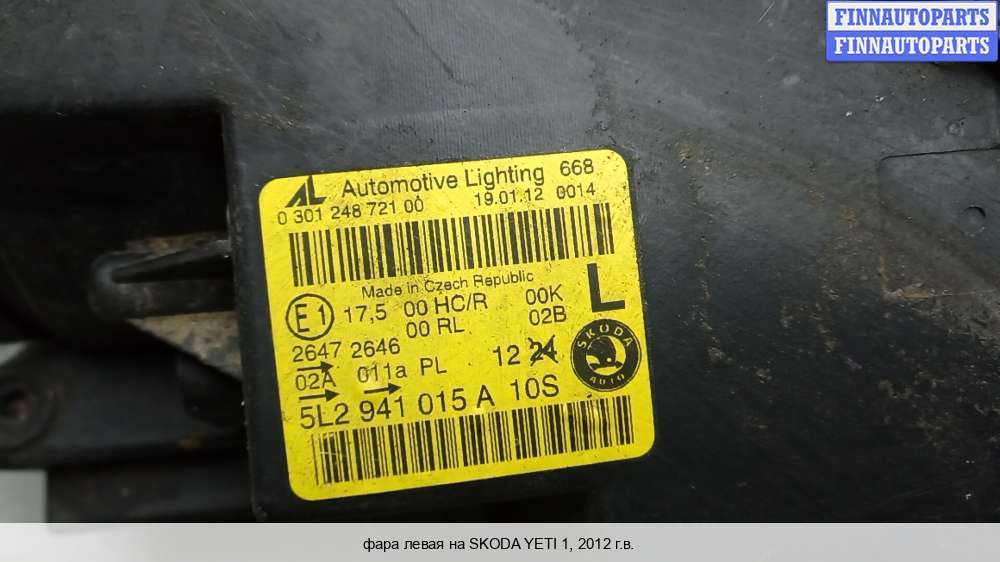 FINNAUTOPARTS
FINNAUTOPARTS
AL Automotive Lighting 668
0 301 248 721 00 19.01.12 0014
Made in Czech Republic
L
E1 17,5 00 HC/R 00K
00 RL 02B
2647 2646
02A 011a PL 12 24
SKODA
AUTO
5L2 941 015 A 10S
фара левая на SKODA YETI 1, 2012 г.в.